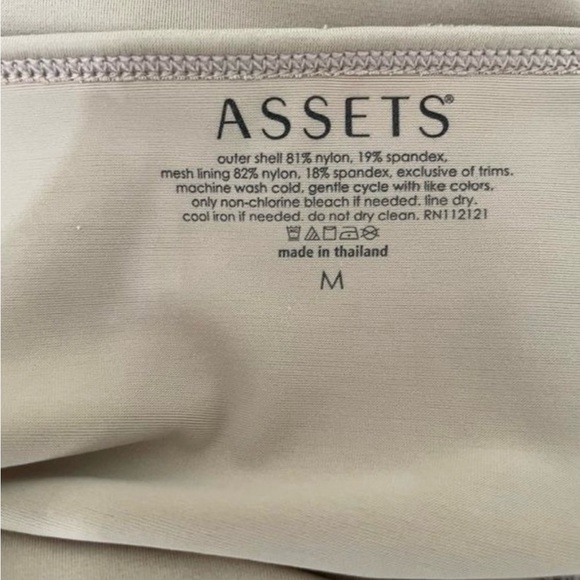 ASSETS®
outer shell 81% nylon, 19% spandex,
mesh lining 82% nylon, 18% spandex, exclusive of trims.
machine wash cold, gentle cycle with like colors,
only non-chlorine bleach if needed, line dry.
cool iron if needed. do not dry clean. RN112121
made in thailand
M